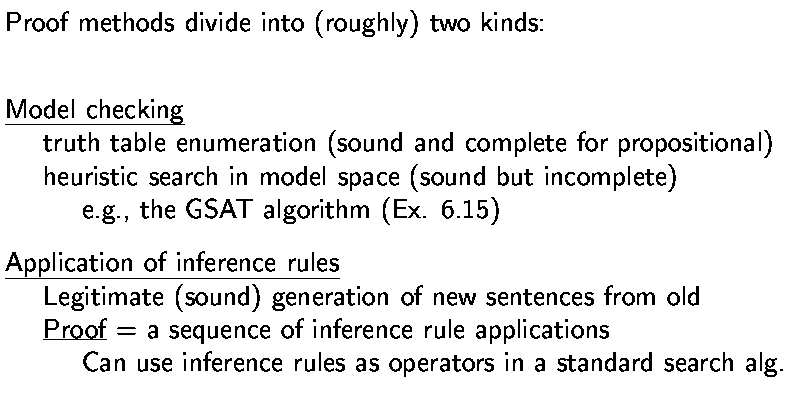 Proof methods divide into (roughly) two kinds:
Model checking
truth table enumeration (sound and complete for propositional)
heuristic search in model space (sound but incomplete)
e.g., the GSAT algorithm (Ex. 6.15)
Application of inference rules
Legitimate (sound) generation of new sentences from old
Proof = a sequence of inference rule applications
Can use inference rules as operators in a standard search alg.